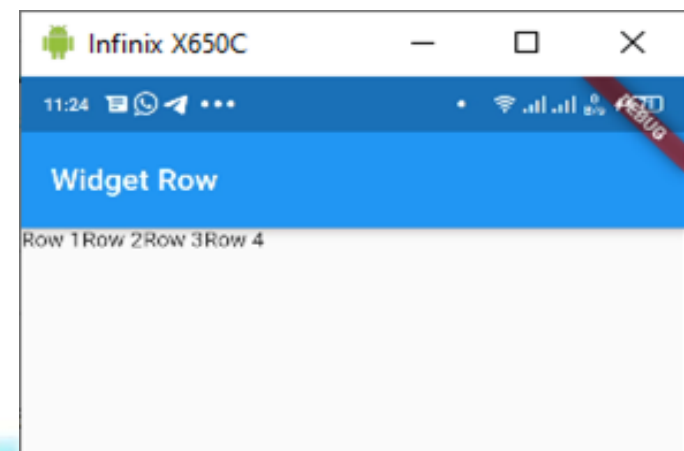 Infinix X650C
11:24
DEBUG
Widget Row
Row 1Row 2Row 3Row 4